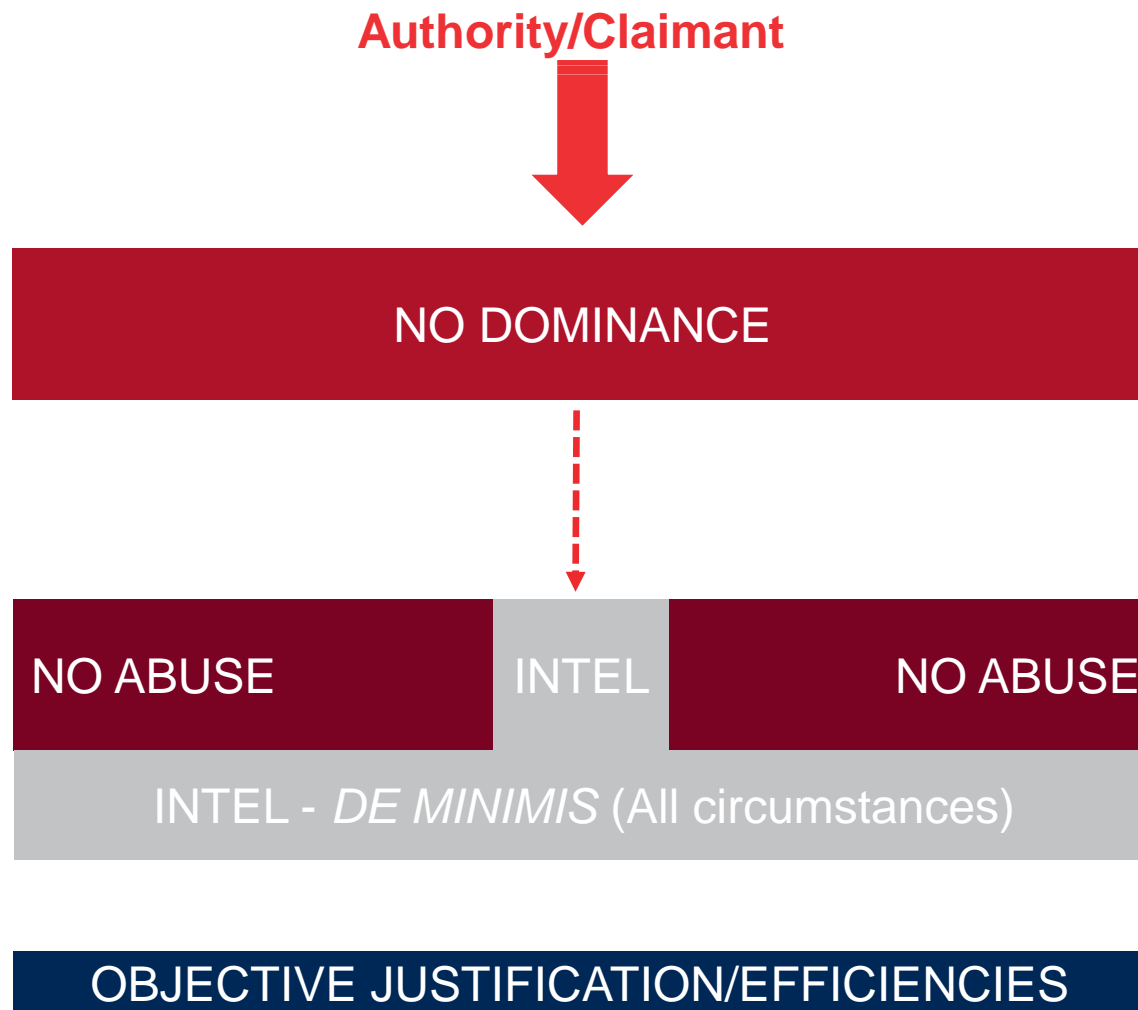 Authority/Claimant
NO DOMINANCE
NO ABUSE
INTEL
NO ABUSE
INTEL - DE MINIMIS (All circumstances)
OBJECTIVE JUSTIFICATION/EFFICIENCIES